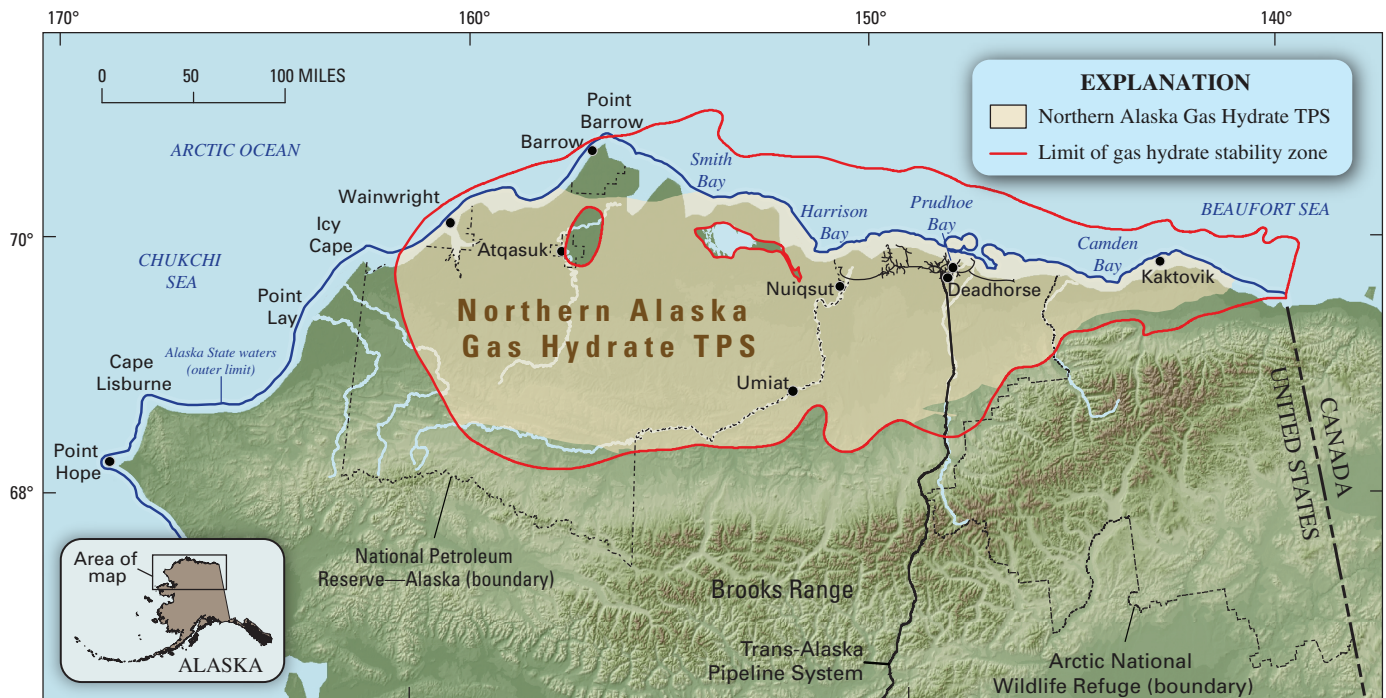 170°
160°
150°
140°
0
50
100 MILES
EXPLANATION
Northern Alaska Gas Hydrate TPS
Limit of gas hydrate stability zone
ARCTIC OCEAN
Point
Barrow
Barrow
Smith
Bay
Wainwright
Harrison
Bay
Prudhoe
Bay
BEAUFORT SEA
Icy
Cape
70°
Atqasuk
Camden
Bay
CHUKCHI
SEA
Kaktovik
Point
Lay
Nuiqsut
Deadhorse
Northern Alaska
Gas Hydrate TPS
Cape
Lisburne
Alaska State waters
(outer limit)
Umiat
UNITED STATES
CANADA
Point
Hope
68°
National Petroleum
Reserve—Alaska (boundary)
Area of
map
Brooks Range
ALASKA
Trans-Alaska
Pipeline System
Arctic National
Wildlife Refuge (boundary)